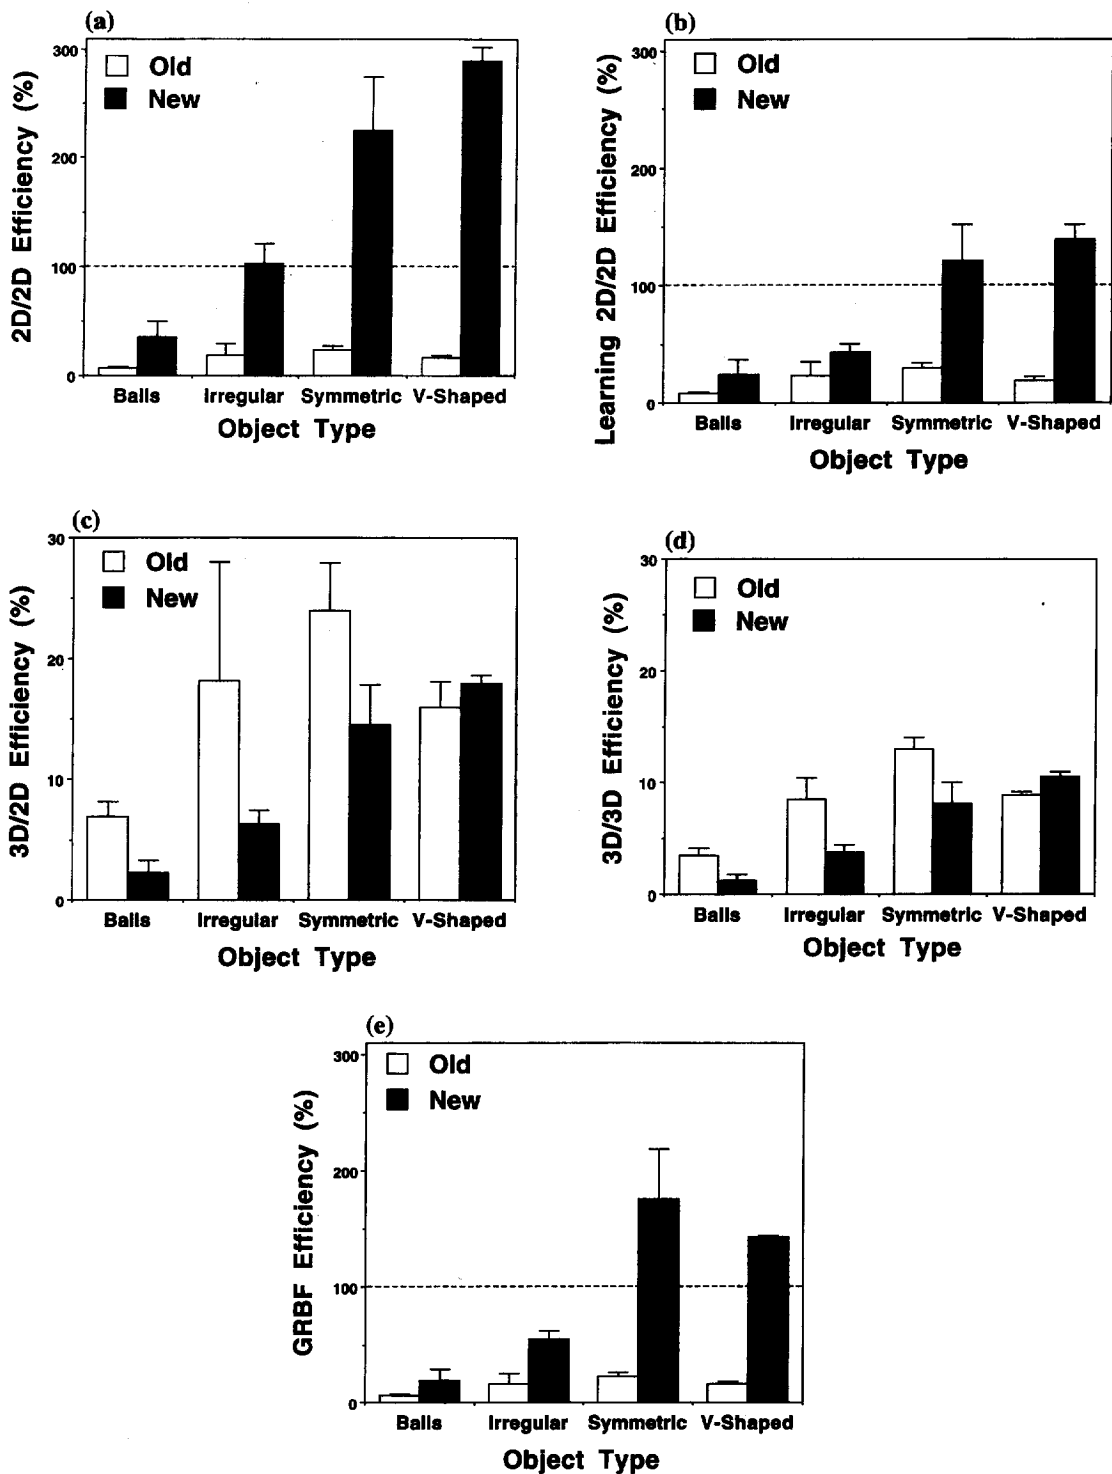 (a)
300
200
100
0
2D/2D Efficiency (%)
Old
New
Balls Irregular Symmetric V-Shaped
Object Type
(b)
300
200
100
0
Learning 2D/2D Efficiency (%)
Old
New
Balls Irregular Symmetric V-Shaped
Object Type
(c)
30
20
10
0
3D/2D Efficiency (%)
Old
New
Balls Irregular Symmetric V-Shaped
Object Type
(d)
30
20
10
0
3D/3D Efficiency (%)
Old
New
Balls Irregular Symmetric V-Shaped
Object Type
(e)
300
200
100
0
GRBF Efficiency (%)
Old
New
Balls Irregular Symmetric V-Shaped
Object Type